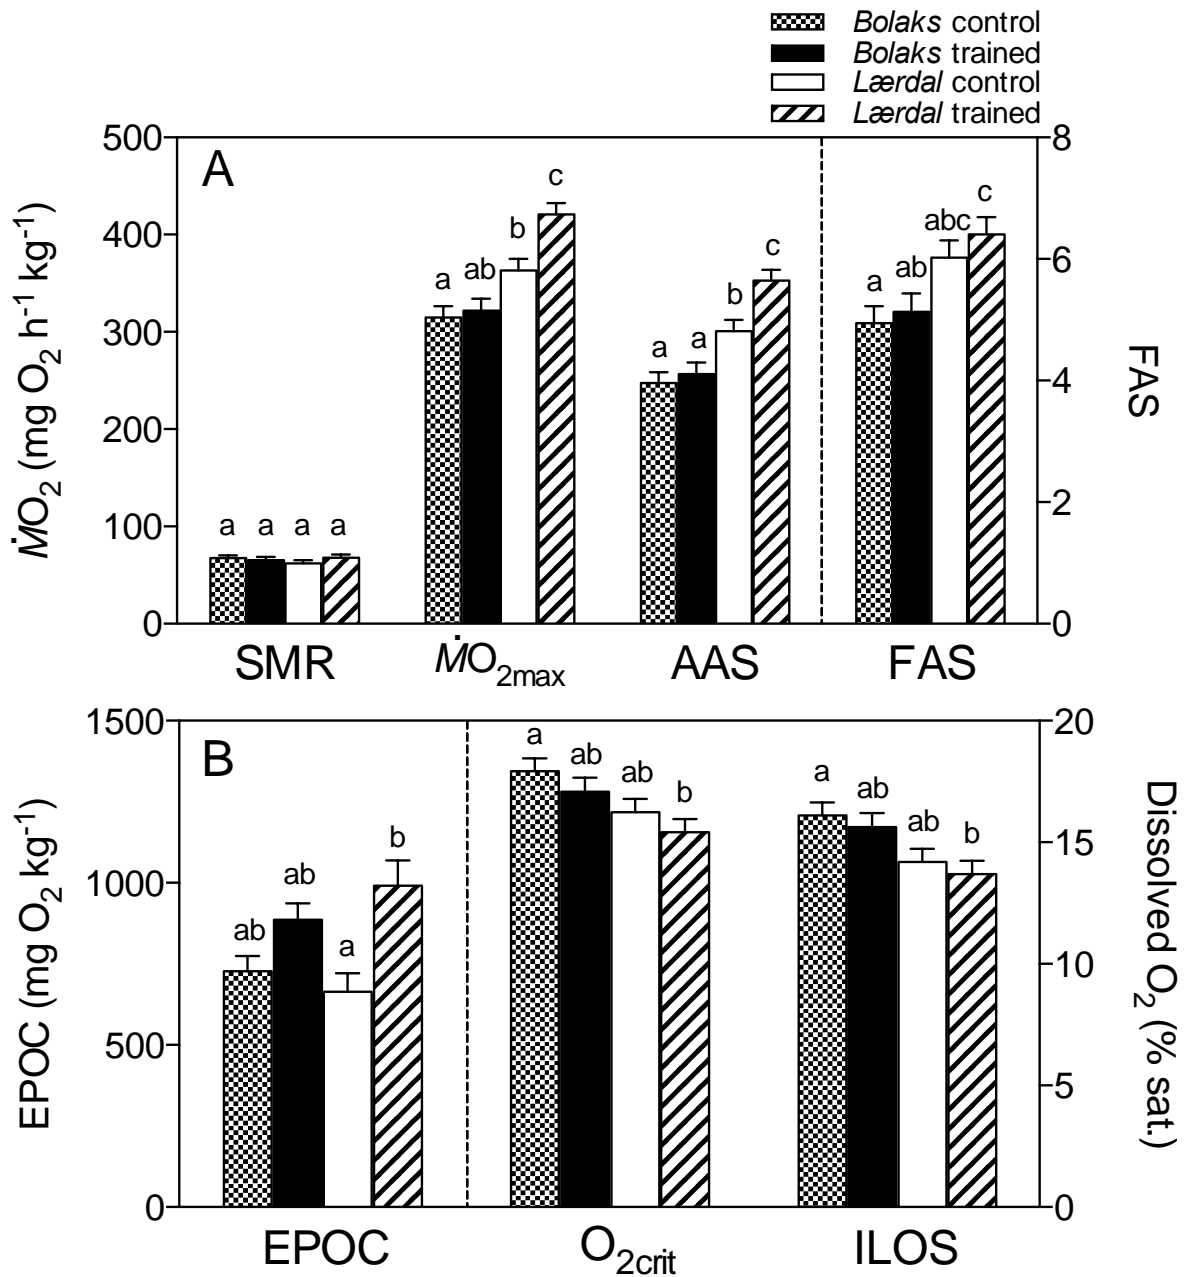 Bolaks control
Bolaks trained
Lærdal control
Lærdal trained
A
500
400
300
200
100
0
ṀO₂ (mg O₂ h⁻¹ kg⁻¹)
8
6
4
2
0
FAS
a a a a
a ab b c
a a b c
a ab abc c
SMR ṀO₂max AAS FAS
B
1500
1000
500
0
EPOC (mg O₂ kg⁻¹)
20
15
10
5
0
Dissolved O₂ (% sat.)
ab ab a b
a ab ab b
a ab ab b
EPOC O₂crit ILOS